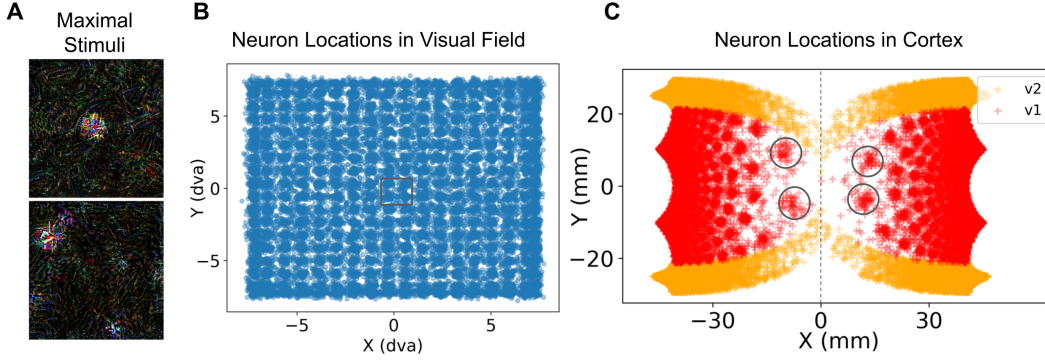 A
Maximal
Stimuli
B
Neuron Locations in Visual Field
Y (dva)
5
0
−5
−5
0
5
X (dva)
C
Neuron Locations in Cortex
v2
v1
Y (mm)
20
0
−20
−30
0
30
X (mm)